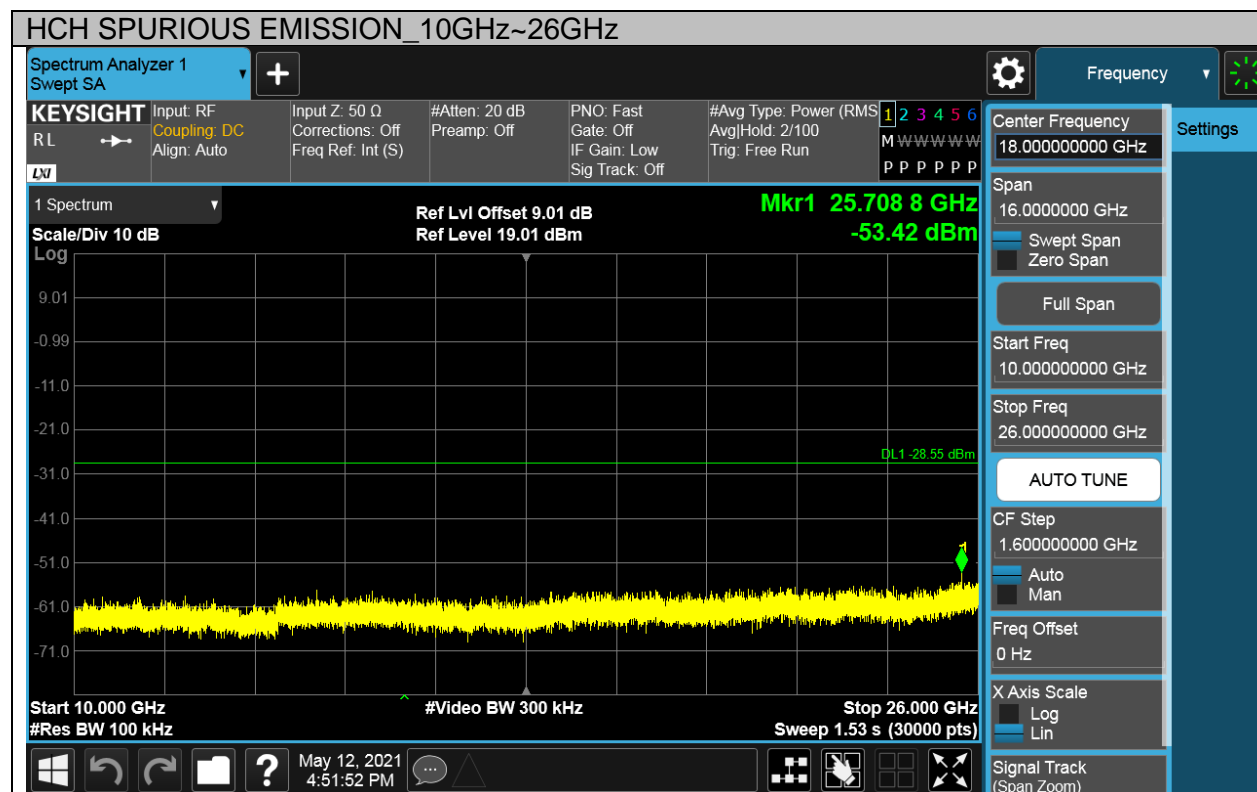 HCH SPURIOUS EMISSION_10GHz~26GHz
Spectrum Analyzer 1
Swept SA
Frequency
KEYSIGHT
RL
LXI
Input: RF
Coupling: DC
Align: Auto
Input Z: 50 Ω
Corrections: Off
Freq Ref: Int (S)
#Atten: 20 dB
Preamp: Off
PNO: Fast
Gate: Off
IF Gain: Low
Sig Track: Off
#Avg Type: Power (RMS
Avg|Hold: 2/100
Trig: Free Run
1 2 3 4 5 6
M W W W W W
P P P P P P
1 Spectrum
Scale/Div 10 dB
Log
Ref Lvl Offset 9.01 dB
Ref Level 19.01 dBm
Mkr1 25.708 8 GHz
-53.42 dBm
9.01
-0.99
-11.0
-21.0
DL1 -28.55 dBm
-31.0
-41.0
1
-51.0
-61.0
-71.0
Start 10.000 GHz
#Res BW 100 kHz
#Video BW 300 kHz
Stop 26.000 GHz
Sweep 1.53 s (30000 pts)
Center Frequency
18.000000000 GHz
Settings
Span
16.0000000 GHz
Swept Span
Zero Span
Full Span
Start Freq
10.000000000 GHz
Stop Freq
26.000000000 GHz
AUTO TUNE
CF Step
1.600000000 GHz
Auto
Man
Freq Offset
0 Hz
X Axis Scale
Log
Lin
Signal Track
(Span Zoom)
?
May 12, 2021
4:51:52 PM